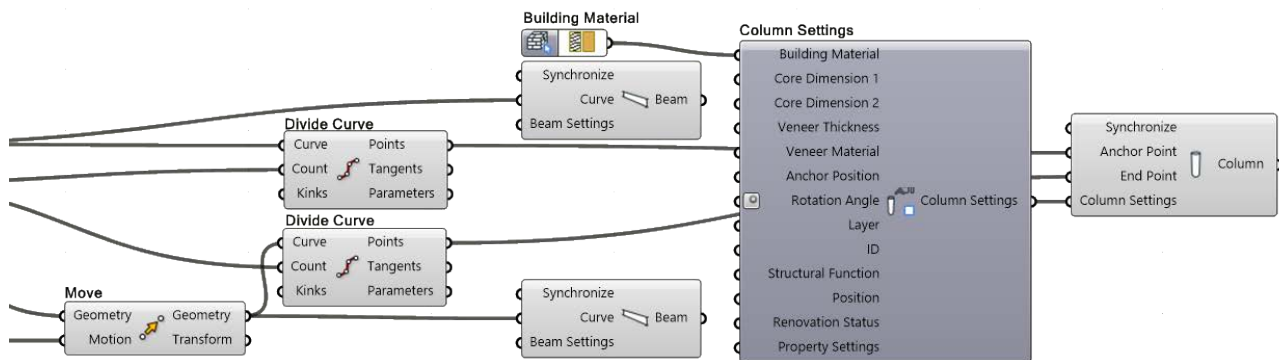 Building Material
Synchronize
Curve Beam
Beam Settings
Divide Curve
Curve Points
Count Tangents
Kinks Parameters
Divide Curve
Curve Points
Count Tangents
Kinks Parameters
Move
Geometry Geometry
Motion Transform
Synchronize
Curve Beam
Beam Settings
Column Settings
Building Material
Core Dimension 1
Core Dimension 2
Veneer Thickness
Veneer Material
Anchor Position
Rotation Angle Column Settings
Layer
ID
Structural Function
Position
Renovation Status
Property Settings
Synchronize
Anchor Point
End Point Column
Column Settings